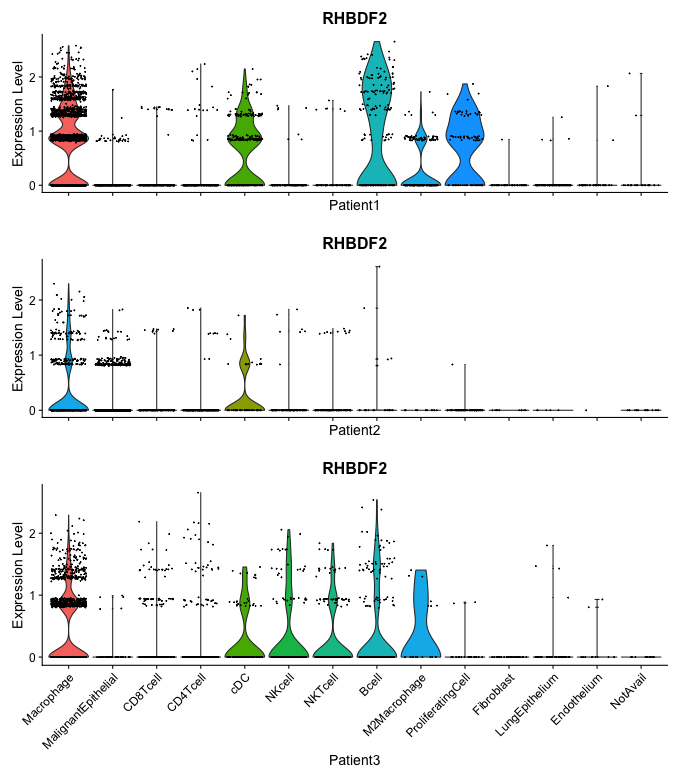 RHBDF2
Expression Level
2
1
0
Patient1
RHBDF2
Expression Level
2
1
0
Patient2
RHBDF2
Expression Level
2
1
0
Macrophage
MalignantEpithelial
CD8Tcell
CD4Tcell
cDC
NKcell
NKTcell
Bcell
M2Macrophage
ProliferatingCell
Fibroblast
LungEpithelium
Endothelium
NotAvail
Patient3